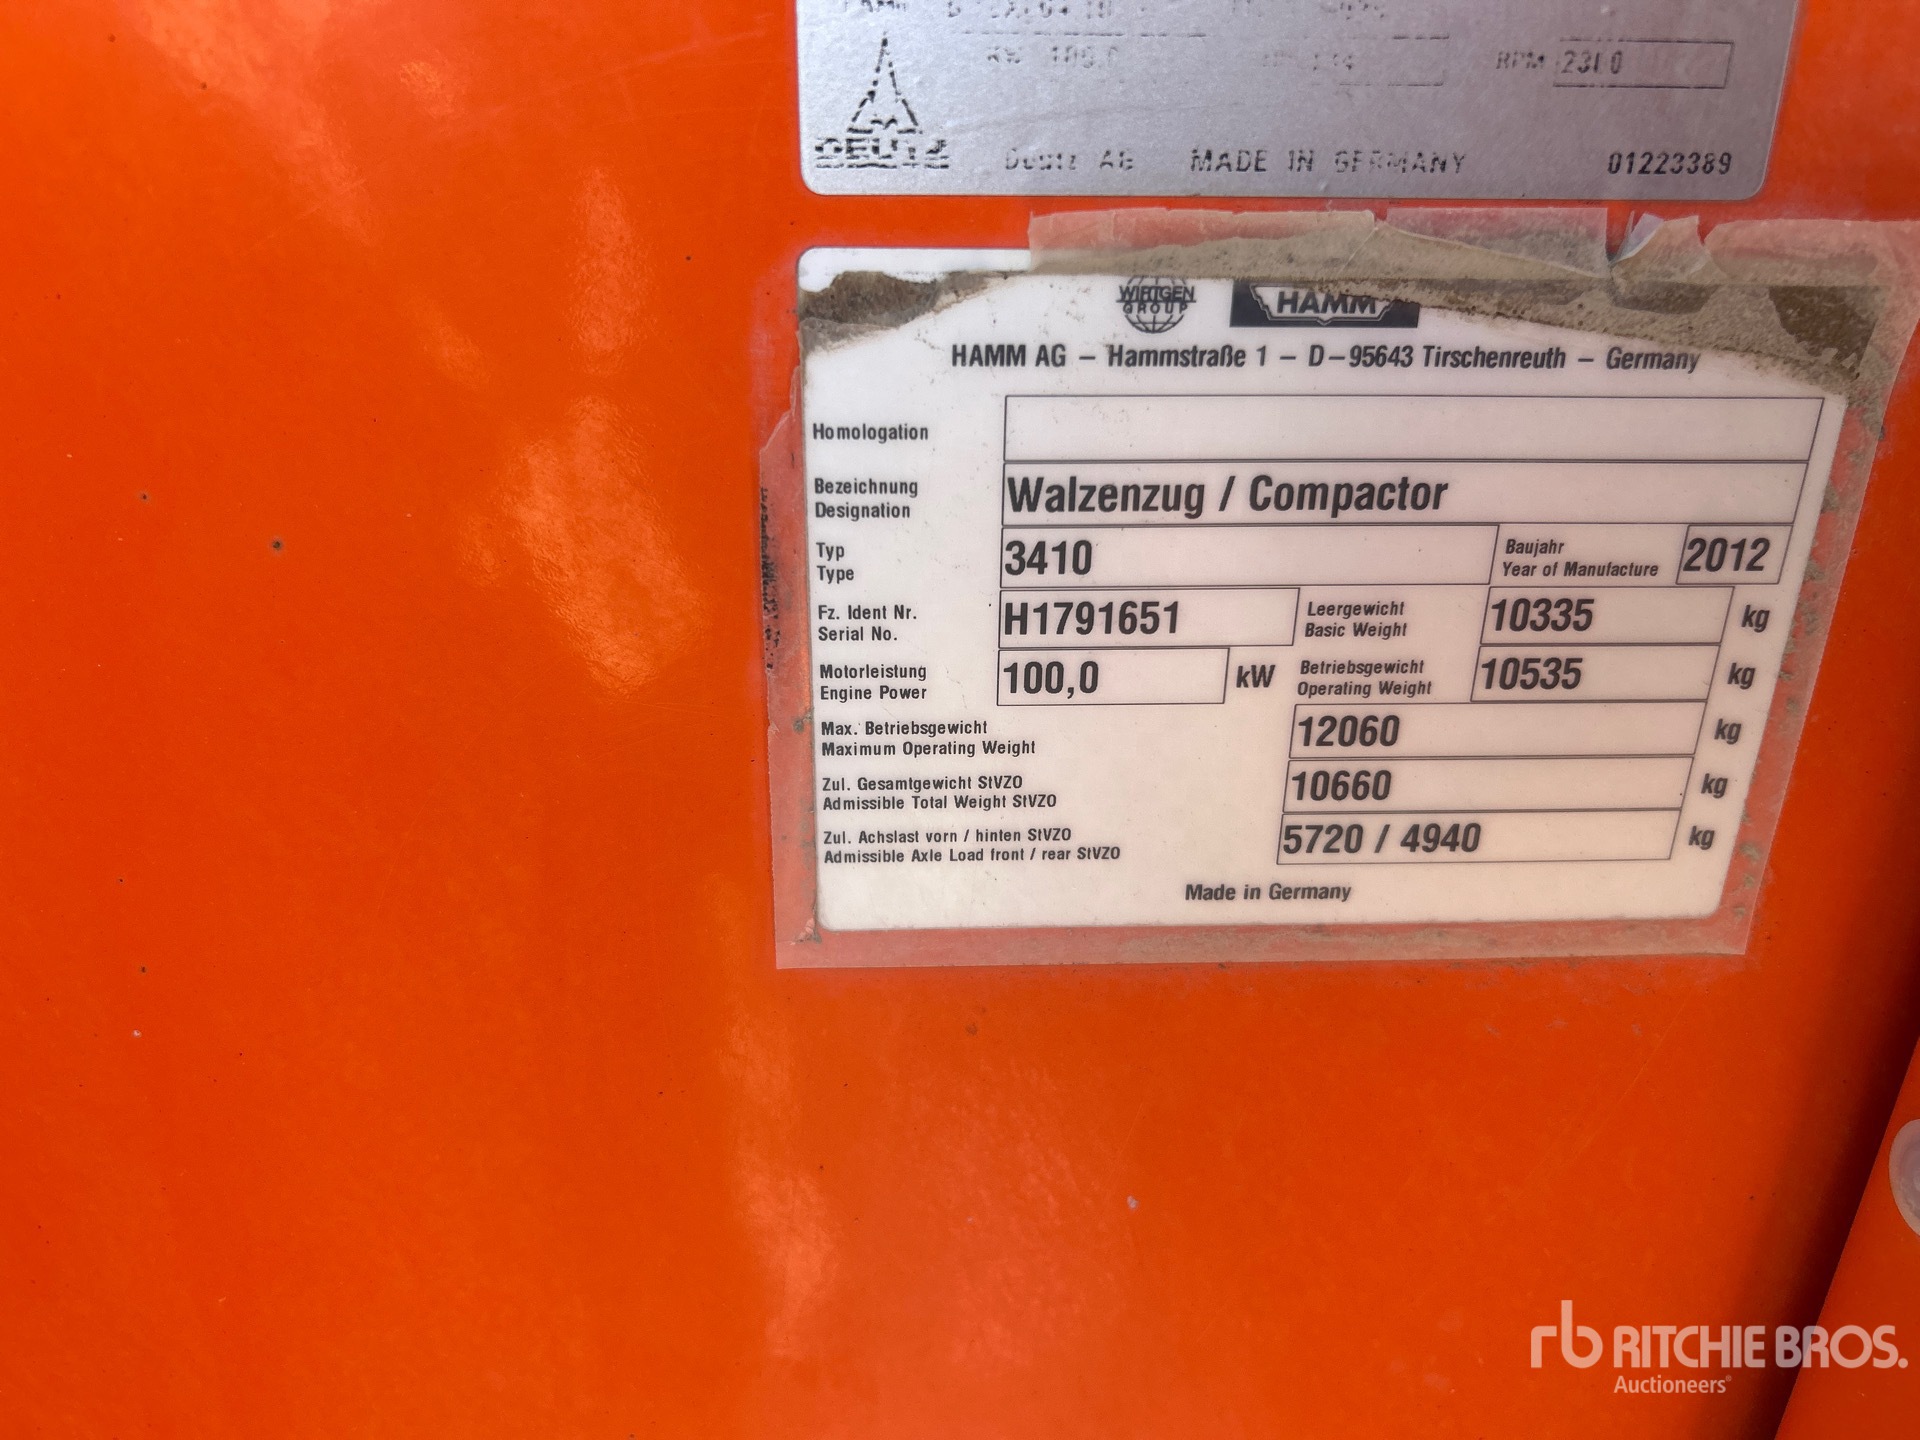 KW 100.0 RPM
DEUTZ
Deutz AG MADE IN GERMANY 01223389
WIRTGEN GROUP HAMM
HAMM AG – Hammstraße 1 – D–95643 Tirschenreuth – Germany
Homologation
Bezeichnung
Designation
Walzenzug / Compactor
Typ
Type
3410
Baujahr
Year of Manufacture
2012
Fz. Ident Nr.
Serial No.
H1791651
Leergewicht
Basic Weight
10335 kg
Motorleistung
Engine Power
100,0 kW
Betriebsgewicht
Operating Weight
10535 kg
Max. Betriebsgewicht
Maximum Operating Weight
12060 kg
Zul. Gesamtgewicht StVZO
Admissible Total Weight StVZO
10660 kg
Zul. Achslast vorn / hinten StVZO
Admissible Axle Load front / rear StVZO
5720 / 4940 kg
Made in Germany
rb RITCHIE BROS.
Auctioneers